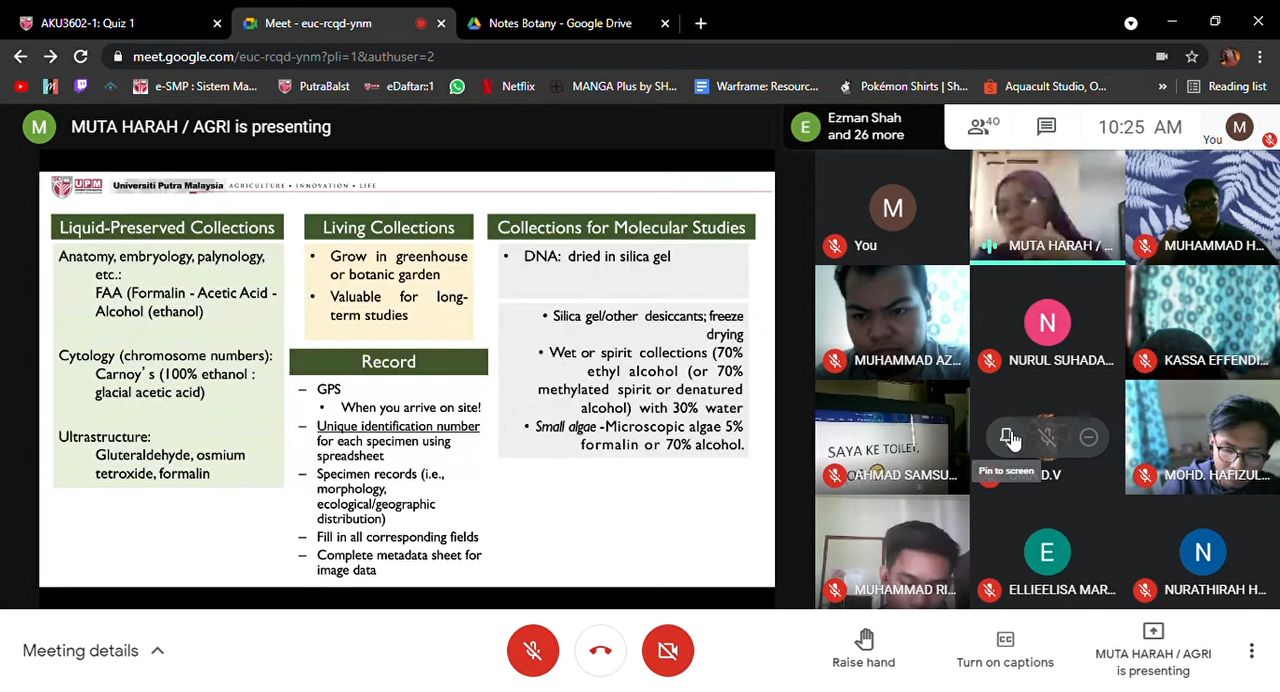 AKU3602-1: Quiz 1
Meet - euc-rcqd-ynm
Notes Botany - Google Drive
meet.google.com/euc-rcqd-ynm?pli=1&authuser=2
e-SMP : Sistem Ma...
PutraBalst
eDaftar::1
Netflix
MANGA Plus by SH...
Warframe: Resourc...
Pokémon Shirts | Sh...
Aquacult Studio, O...
»
Reading list
M
MUTA HARAH / AGRI is presenting
E
Ezman Shah
and 26 more
40
10:25 AM
You
M
UPM
Universiti Putra Malaysia
AGRICULTURE • INNOVATION • LIFE
Liquid-Preserved Collections
Anatomy, embryology, palynology,
etc.:
FAA (Formalin - Acetic Acid -
Alcohol (ethanol)
Cytology (chromosome numbers):
Carnoy's (100% ethanol :
glacial acetic acid)
Ultrastructure:
Gluteraldehyde, osmium
tetroxide, formalin
Living Collections
• Grow in greenhouse
or botanic garden
• Valuable for long-
term studies
Record
– GPS
• When you arrive on site!
– Unique identification number
for each specimen using
spreadsheet
– Specimen records (i.e.,
morphology,
ecological/geographic
distribution)
– Fill in all corresponding fields
– Complete metadata sheet for
image data
Collections for Molecular Studies
• DNA: dried in silica gel
• Silica gel/other desiccants; freeze
drying
• Wet or spirit collections (70%
ethyl alcohol (or 70%
methylated spirit or denatured
alcohol) with 30% water
• Small algae -Microscopic algae 5%
formalin or 70% alcohol.
M
You
MUTA HARAH / ...
MUHAMMAD H...
MUHAMMAD AZ...
N
NURUL SUHADA...
KASSA EFFENDI...
SAYA KE TOILET,
AHMAD SAMSU...
Pin to screen
D.V
MOHD. HAFIZUL...
MUHAMMAD RI...
E
ELLIEELISA MAR...
N
NURATHIRAH H...
Meeting details
Raise hand
CC
Turn on captions
MUTA HARAH / AGRI
is presenting